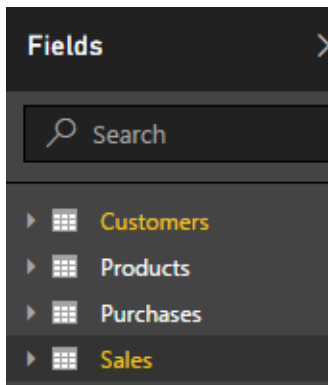 Fields
Search
Customers
Products
Purchases
Sales